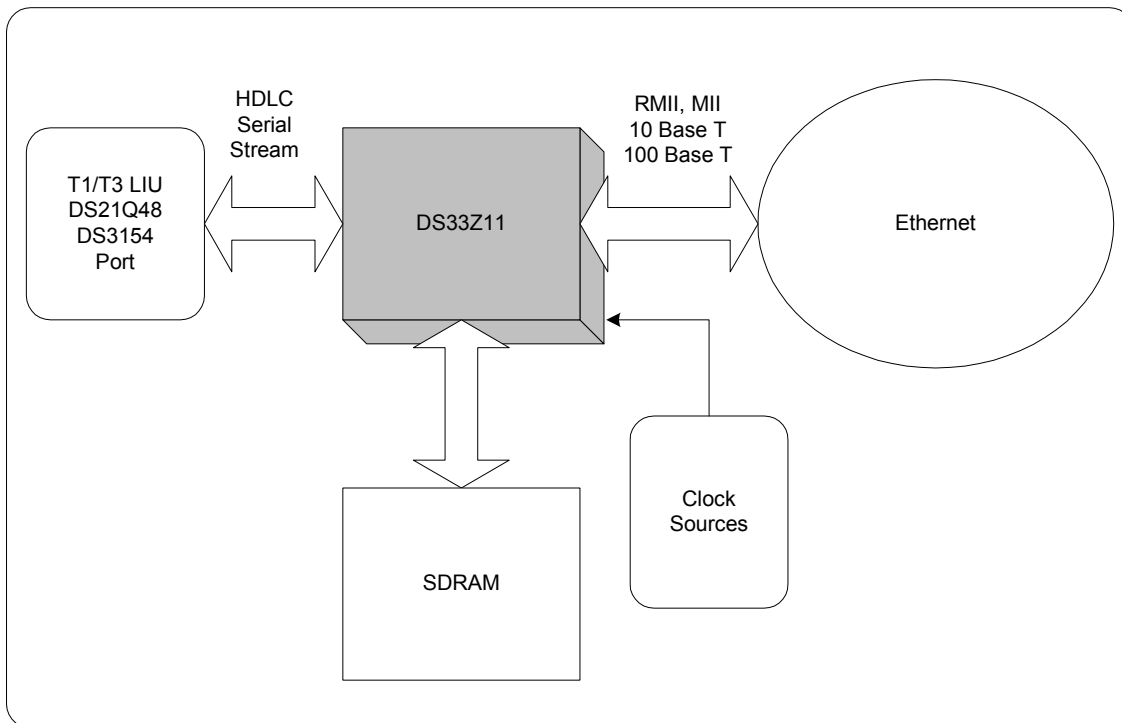 HDLC
Serial
Stream
RMII, MII
10 Base T
100 Base T
T1/T3 LIU
DS21Q48
DS3154
Port
DS33Z11
Ethernet
Clock
Sources
SDRAM